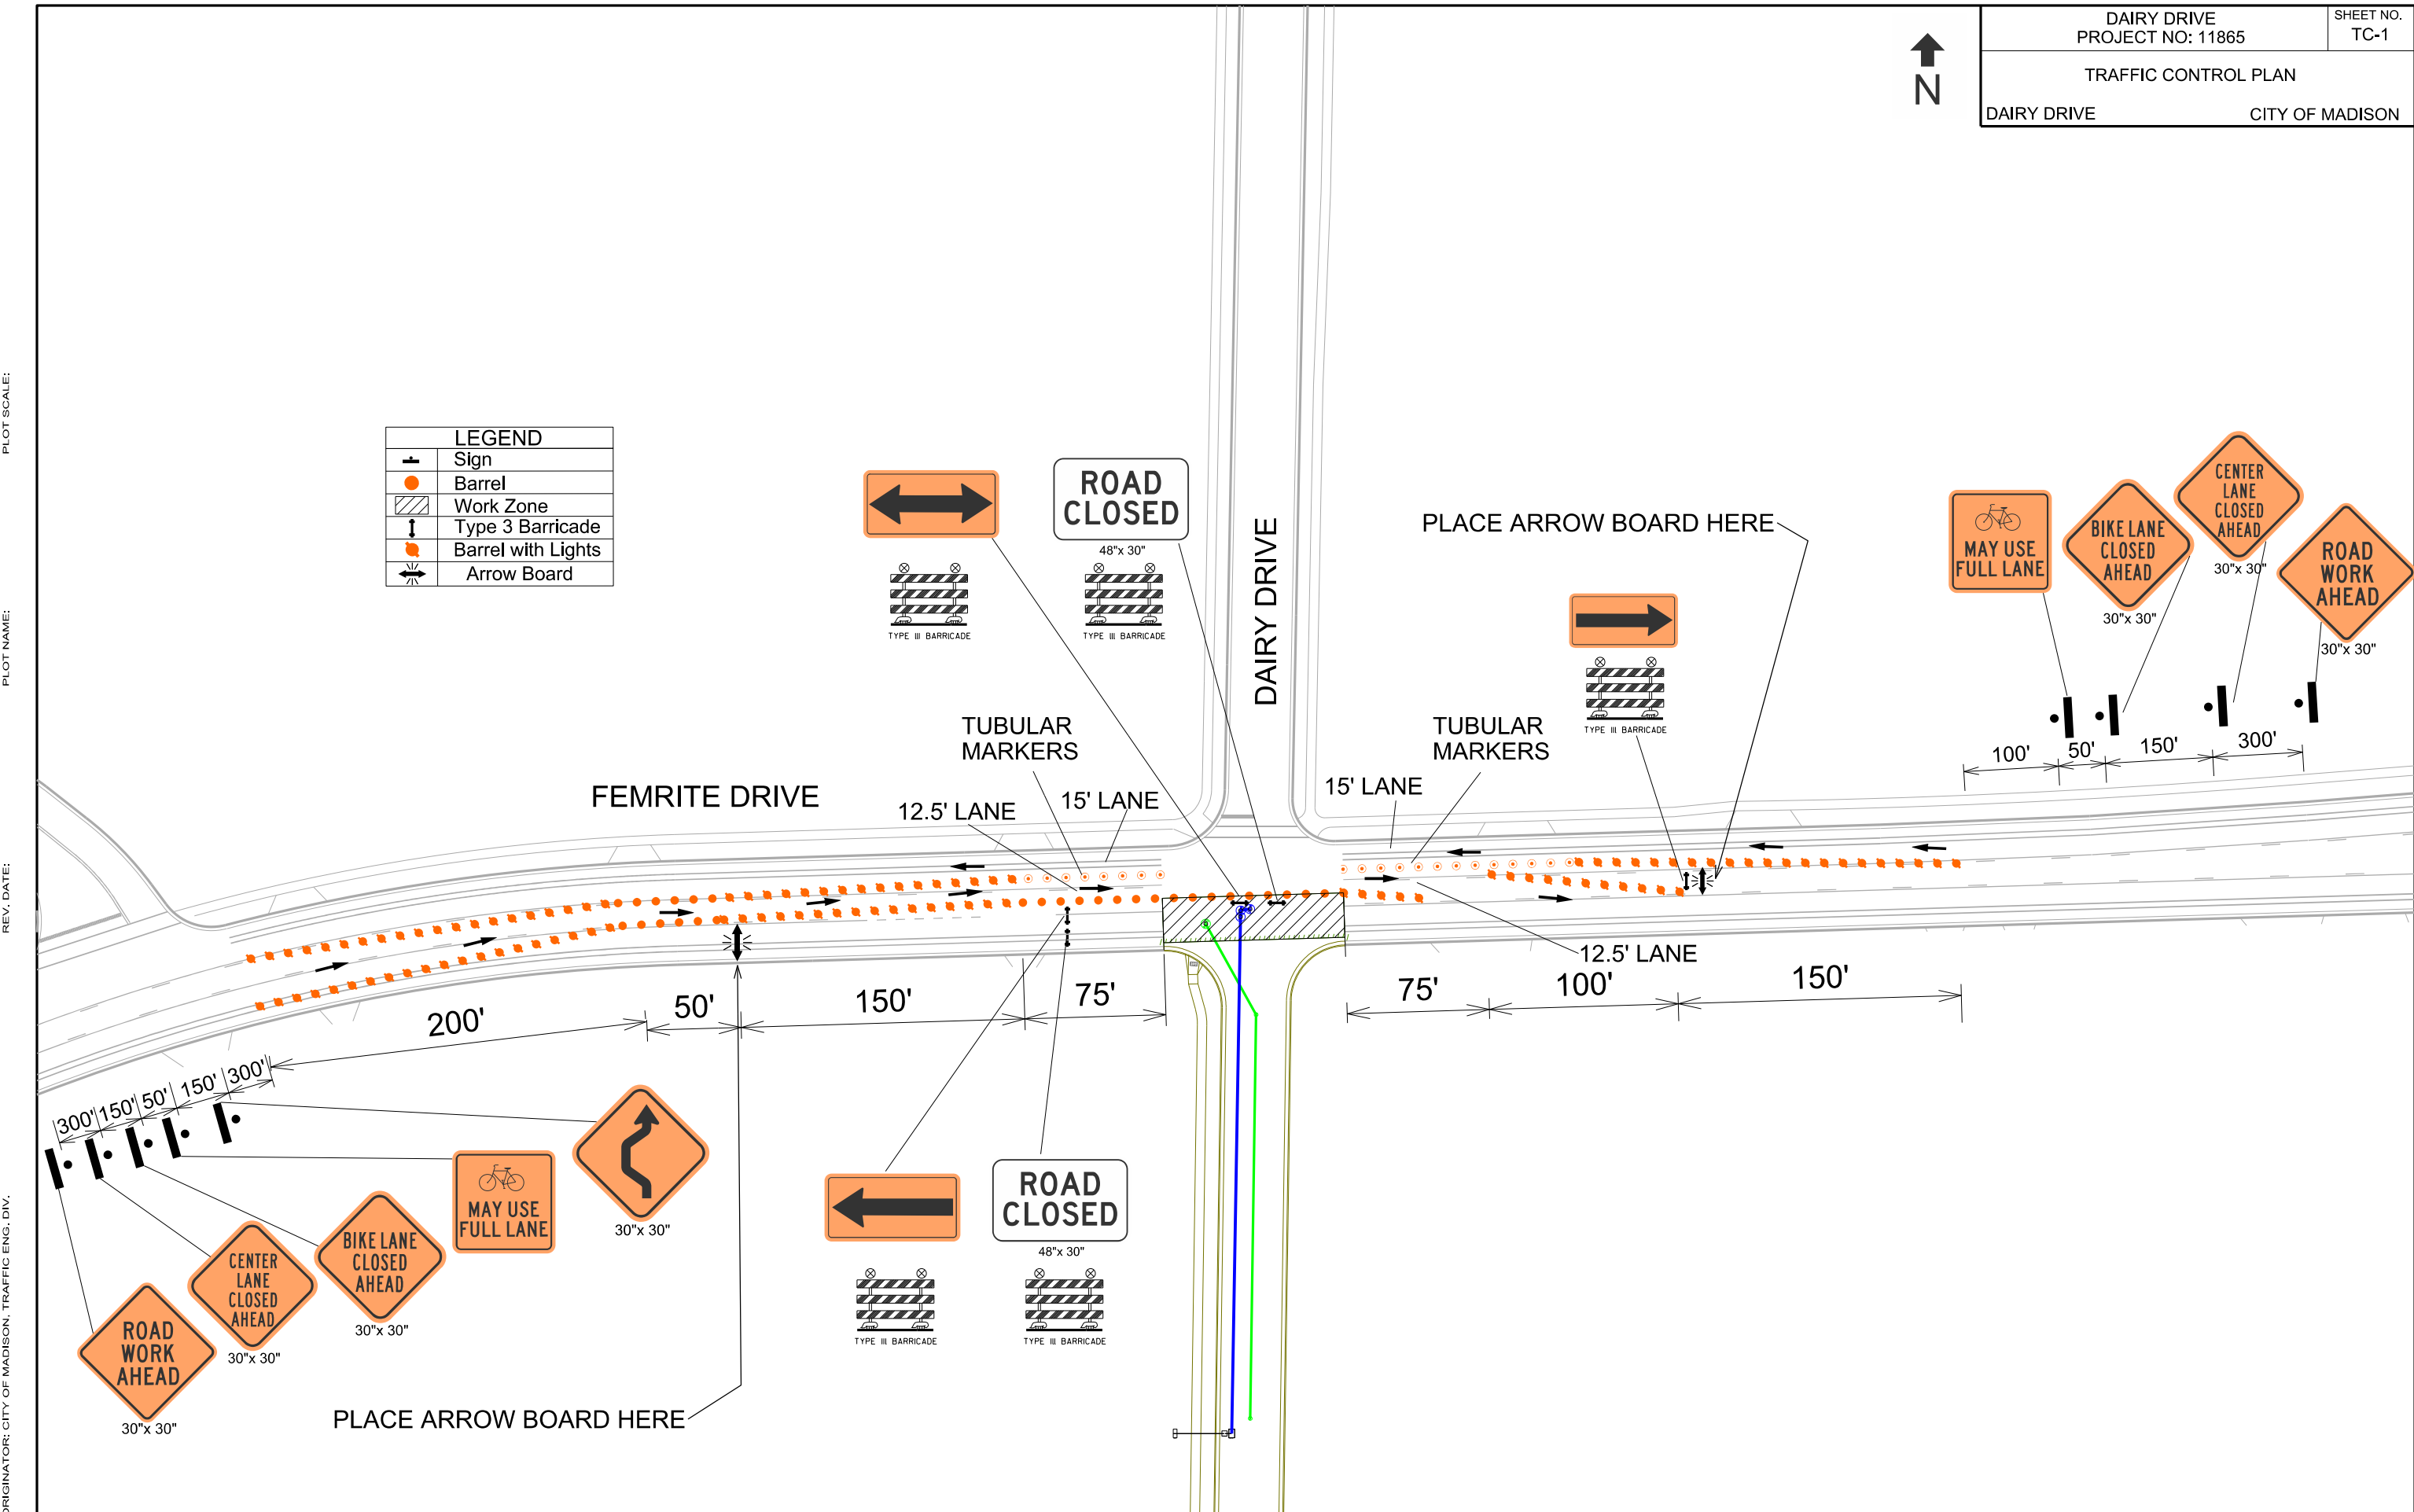 DAIRY DRIVE
PROJECT NO: 11865
SHEET NO.
TC-1
TRAFFIC CONTROL PLAN
DAIRY DRIVE
CITY OF MADISON
N
PLOT SCALE:
PLOT NAME:
REV. DATE:
ORIGINATOR: CITY OF MADISON, TRAFFIC ENG. DIV.
LEGEND
Sign
Barrel
Work Zone
Type 3 Barricade
Barrel with Lights
Arrow Board
TYPE III BARRICADE
ROAD
CLOSED
48"x 30"
TYPE III BARRICADE
DAIRY DRIVE
PLACE ARROW BOARD HERE
TYPE III BARRICADE
MAY USE
FULL LANE
BIKE LANE
CLOSED
AHEAD
30"x 30"
CENTER
LANE
CLOSED
AHEAD
30"x 30"
ROAD
WORK
AHEAD
30"x 30"
100'
50'
150'
300'
TUBULAR
MARKERS
TUBULAR
MARKERS
FEMRITE DRIVE
12.5' LANE
15' LANE
15' LANE
12.5' LANE
200'
50'
150'
75'
75'
100'
150'
300'
150'
50'
150'
300'
30"x 30"
MAY USE
FULL LANE
BIKE LANE
CLOSED
AHEAD
30"x 30"
CENTER
LANE
CLOSED
AHEAD
30"x 30"
ROAD
WORK
AHEAD
30"x 30"
TYPE III BARRICADE
ROAD
CLOSED
48"x 30"
TYPE III BARRICADE
PLACE ARROW BOARD HERE